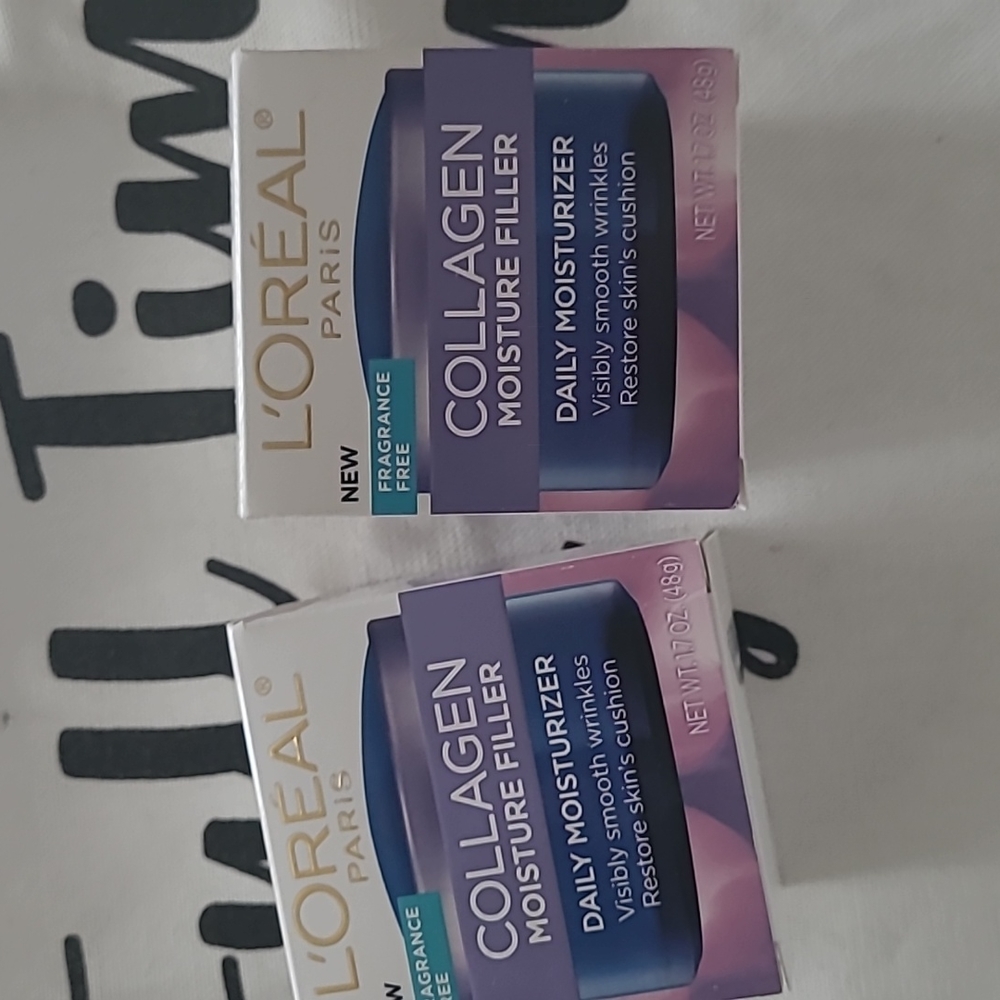 L'ORÉAL®
PARIS
NEW
FRAGRANCE
FREE
COLLAGEN
MOISTURE FILLER
DAILY MOISTURIZER
Visibly smooth wrinkles
Restore skin's cushion
NET WT. 1.7 OZ (48g)
L'ORÉAL®
PARIS
AGRANCE
REE
COLLAGEN
MOISTURE FILLER
DAILY MOISTURIZER
Visibly smooth wrinkles
Restore skin's cushion
NET WT. 1.7 OZ (48g)